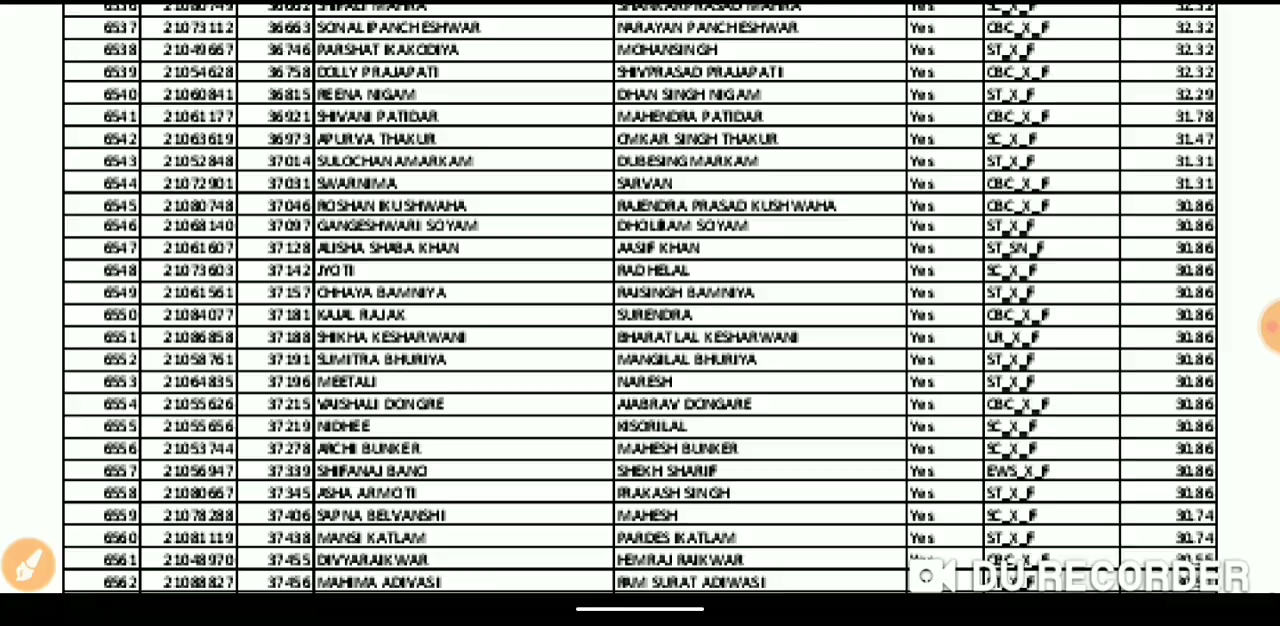 6537 21073112 36663 SONALI PANCHESHWAR NARAYAN PANCHESHWAR Yes OBC_X_F 32.32
6538 21049667 36746 PARSHATI KAKODIYA MOHANSINGH Yes ST_X_F 32.32
6539 21054628 36758 DOLLY PRAJAPATI SHIVPRASAD PRAJAPATI Yes OBC_X_F 32.32
6540 21060841 36815 REENA NIGAM DHAN SINGH NIGAM Yes ST_X_F 32.29
6541 21061177 36921 SHIVANI PATIDAR MAHENDRA PATIDAR Yes OBC_X_F 31.78
6542 21063619 36973 APURVA THAKUR OMKAR SINGH THAKUR Yes SC_X_F 31.47
6543 21052848 37014 SULOCHANA MARKAM DUBESING MARKAM Yes ST_X_F 31.31
6544 21072901 37031 SWARNIMA SARVAN Yes OBC_X_F 31.31
6545 21080748 37046 ROSHANI KUSHWAHA RAJENDRA PRASAD KUSHWAHA Yes OBC_X_F 30.86
6546 21068140 37097 GANGESHWARI SOYAM DHOLIRAM SOYAM Yes ST_X_F 30.86
6547 21061607 37128 ALISHA SHABA KHAN AASIF KHAN Yes ST_SN_F 30.86
6548 21073603 37142 JYOTI RADHELAL Yes SC_X_F 30.86
6549 21061561 37157 CHHAYA BAMNIYA RAISINGH BAMNIYA Yes ST_X_F 30.86
6550 21084077 37181 KAJAL RAJAK SURENDRA Yes OBC_X_F 30.86
6551 21086858 37188 SHIKHA KESHARWANI BHARATLAL KESHARWANI Yes UR_X_F 30.86
6552 21058761 37191 SUMITRA BHURIYA MANGILAL BHURIYA Yes ST_X_F 30.86
6553 21064835 37196 MEETALI NARESH Yes ST_X_F 30.86
6554 21055626 37215 VAISHALI DONGRE Yes OBC_X_F 30.86
6555 21055656 37219 NIDHEE KISORILAL Yes SC_X_F 30.86
6556 21053744 37278 ARCHI BUNKER MAHESH BUNKER Yes SC_X_F 30.86
6557 21056947 37339 SHIFANAJ BANO SHEKH SHARIF Yes EWS_X_F 30.86
6558 21080667 37345 ASHA ARMOTI PRAKASH SINGH Yes ST_X_F 30.86
6559 21078288 37406 SAPNA BELVANSHI MAHESH Yes SC_X_F 30.74
6560 21081119 37438 MANSI KATLAM PARDESI KATLAM Yes ST_X_F 30.74
6561 21048970 37455 DIVYARAIKWAR HEMRAJ RAIKWAR
6562 21088827 37456 MAHIMA ADIVASI RAM SURAT ADIWASI
DU RECORDER